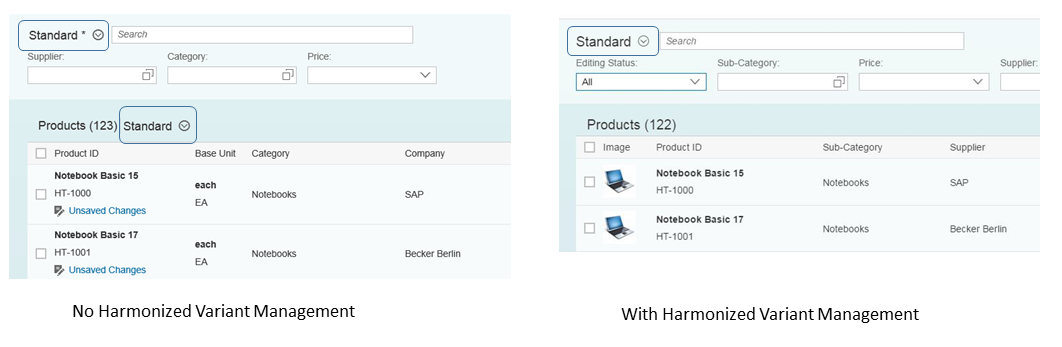 Standard *
Search
Supplier:
Category:
Price:
Products (123) Standard
Product ID
Base Unit
Category
Company
Notebook Basic 15
HT-1000
Unsaved Changes
each
EA
Notebooks
SAP
Notebook Basic 17
HT-1001
Unsaved Changes
each
EA
Notebooks
Becker Berlin
No Harmonized Variant Management
Standard
Search
Editing Status:
Sub-Category:
Price:
Supplier:
All
Products (122)
Image
Product ID
Sub-Category
Supplier
Notebook Basic 15
HT-1000
Notebooks
SAP
Notebook Basic 17
HT-1001
Notebooks
Becker Berlin
With Harmonized Variant Management